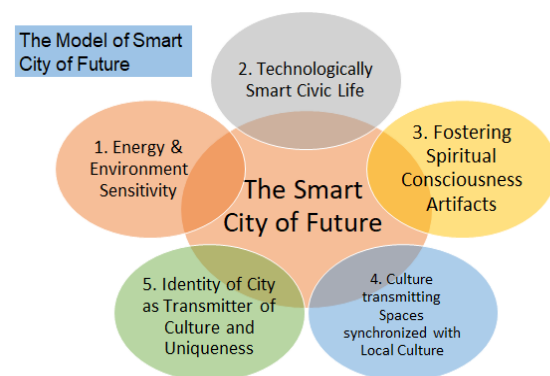 The Model of Smart
City of Future
2. Technologically
Smart Civic Life
1. Energy &
Environment
Sensitivity
3. Fostering
Spiritual
Consciousness
Artifacts
The Smart
City of Future
5. Identity of City
as Transmitter of
Culture and
Uniqueness
4. Culture
transmitting
Spaces
synchronized with
Local Culture